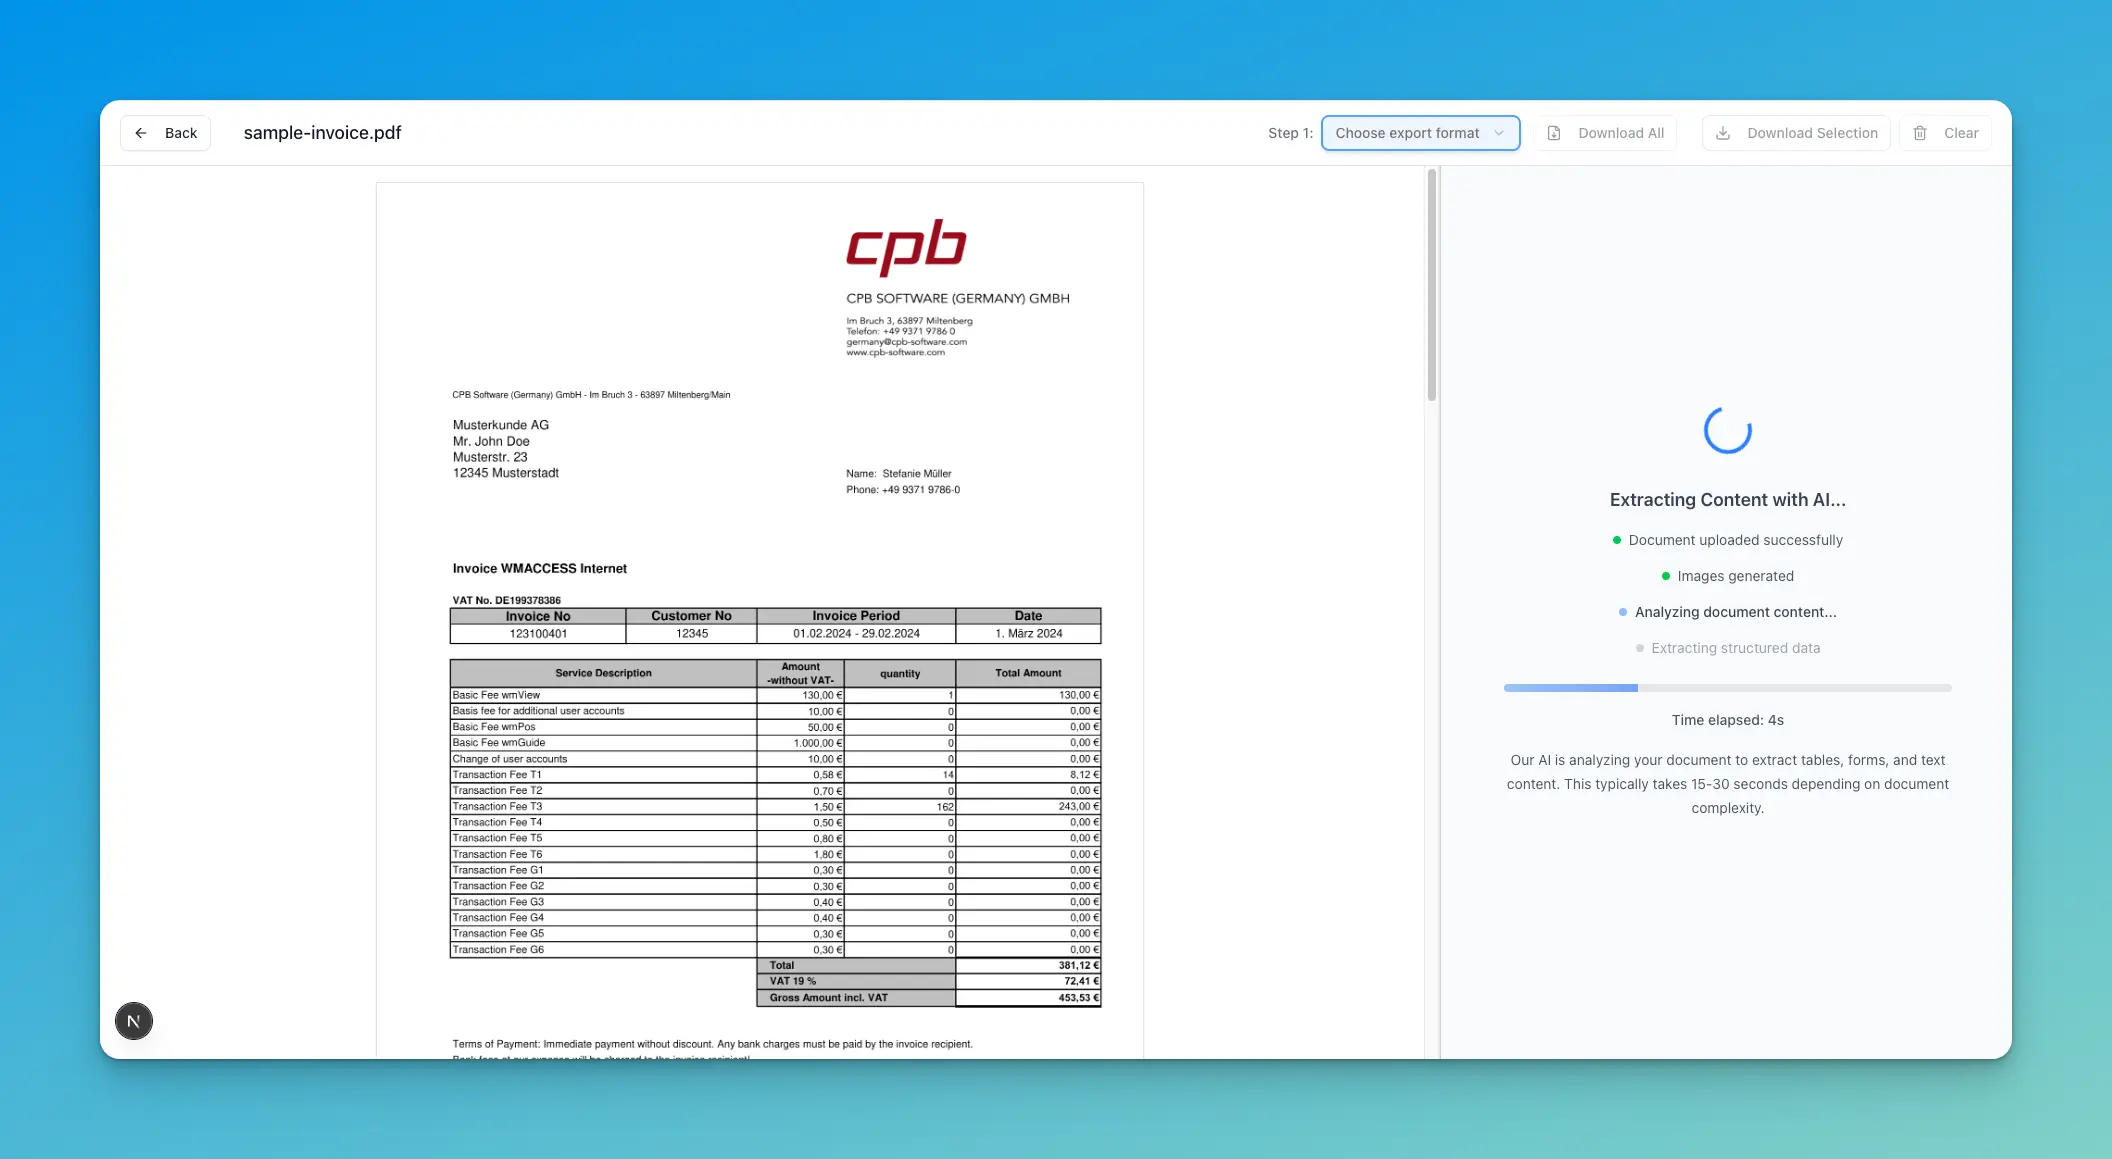 Back
sample-invoice.pdf
Step 1:
Choose export format
Download All
Download Selection
Clear
cpb
CPB SOFTWARE (GERMANY) GMBH
Im Bruch 3, 63897 Miltenberg
Telefon: +49 9371 9786 0
germany@cpb-software.com
www.cpb-software.com
CPB Software (Germany) GmbH - Im Bruch 3 - 63897 Miltenberg/Main
Musterkunde AG
Mr. John Doe
Musterstr. 23
12345 Musterstadt
Name: Stefanie Müller
Phone: +49 9371 9786-0
Invoice WMACCESS Internet
VAT No. DE199378386
Invoice No Customer No Invoice Period Date
123100401 12345 01.02.2024 - 29.02.2024 1. März 2024
Service Description Amount -without VAT- quantity Total Amount
Basic Fee wmView 130,00 € 1 130,00 €
Basis fee for additional user accounts 10,00 € 0 0,00 €
Basic Fee wmPos 50,00 € 0 0,00 €
Basic Fee wmGuide 1.000,00 € 0 0,00 €
Change of user accounts 10,00 € 0 0,00 €
Transaction Fee T1 0,58 € 14 8,12 €
Transaction Fee T2 0,70 € 0 0,00 €
Transaction Fee T3 1,50 € 162 243,00 €
Transaction Fee T4 0,50 € 0 0,00 €
Transaction Fee T5 0,80 € 0 0,00 €
Transaction Fee T6 1,80 € 0 0,00 €
Transaction Fee G1 0,30 € 0 0,00 €
Transaction Fee G2 0,30 € 0 0,00 €
Transaction Fee G3 0,40 € 0 0,00 €
Transaction Fee G4 0,40 € 0 0,00 €
Transaction Fee G5 0,30 € 0 0,00 €
Transaction Fee G6 0,30 € 0 0,00 €
Total 381,12 €
VAT 19 % 72,41 €
Gross Amount incl. VAT 453,53 €
Terms of Payment: Immediate payment without discount. Any bank charges must be paid by the invoice recipient.
N
Extracting Content with AI...
Document uploaded successfully
Images generated
Analyzing document content...
Extracting structured data
Time elapsed: 4s
Our AI is analyzing your document to extract tables, forms, and text
content. This typically takes 15-30 seconds depending on document
complexity.